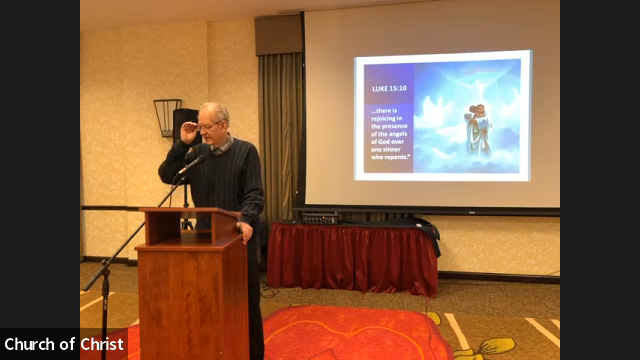 LUKE 15:10
...there is
rejoicing in
the presence
of the angels
of God over
one sinner
who repents."
Church of Christ